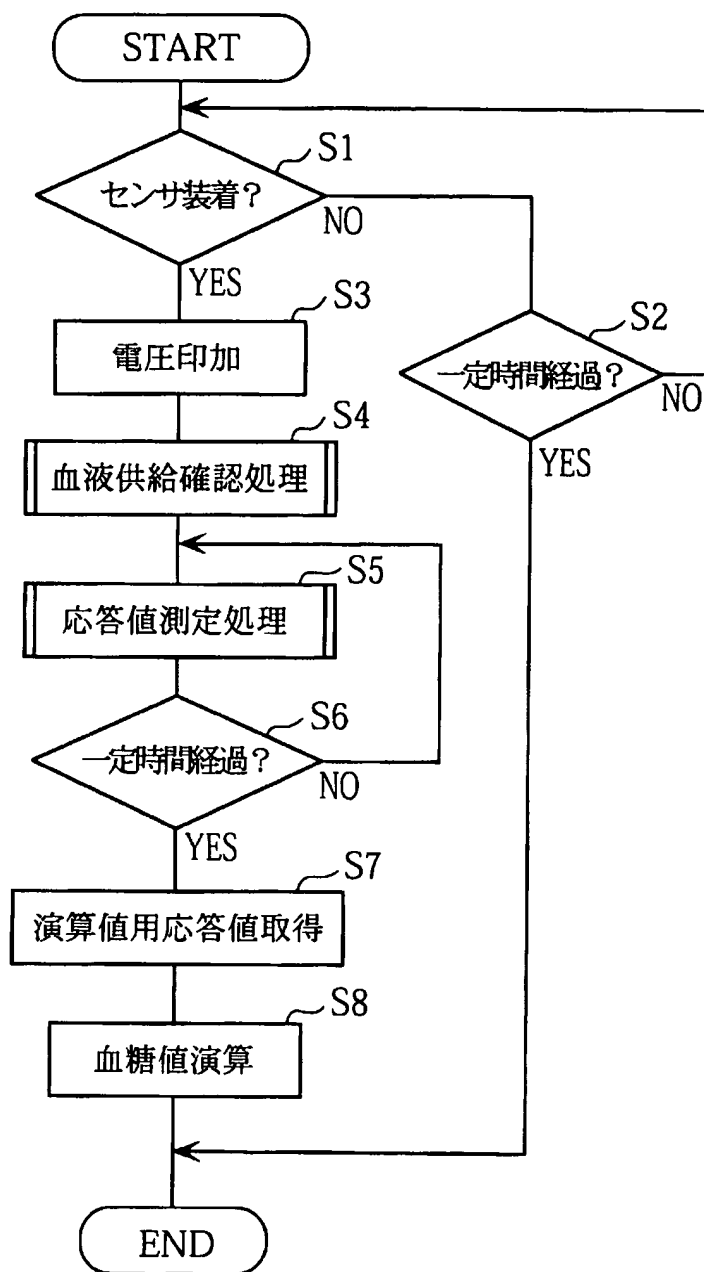 START
S1
センサ装着？
NO
YES
S3
電圧印加
S2
一定時間経過？
NO
YES
S4
血液供給確認処理
S5
応答値測定処理
S6
一定時間経過？
NO
YES
S7
演算値用応答値取得
S8
血糖値演算
END